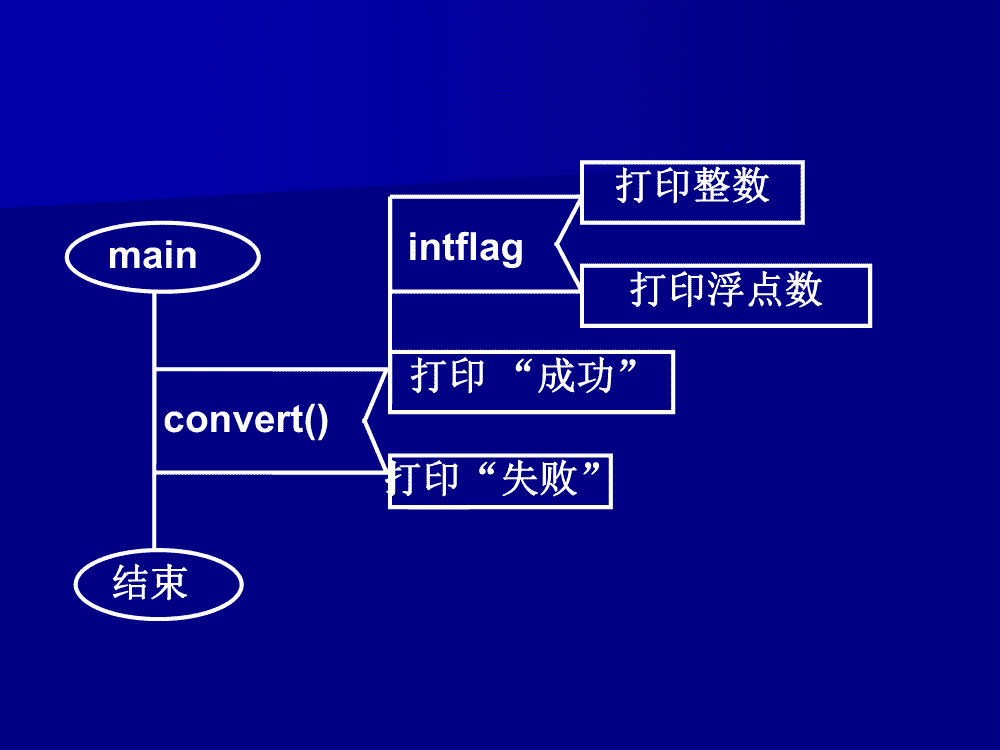 打印整数
main
intflag
打印浮点数
打印 “成功”
convert()
打印“失败”
结束